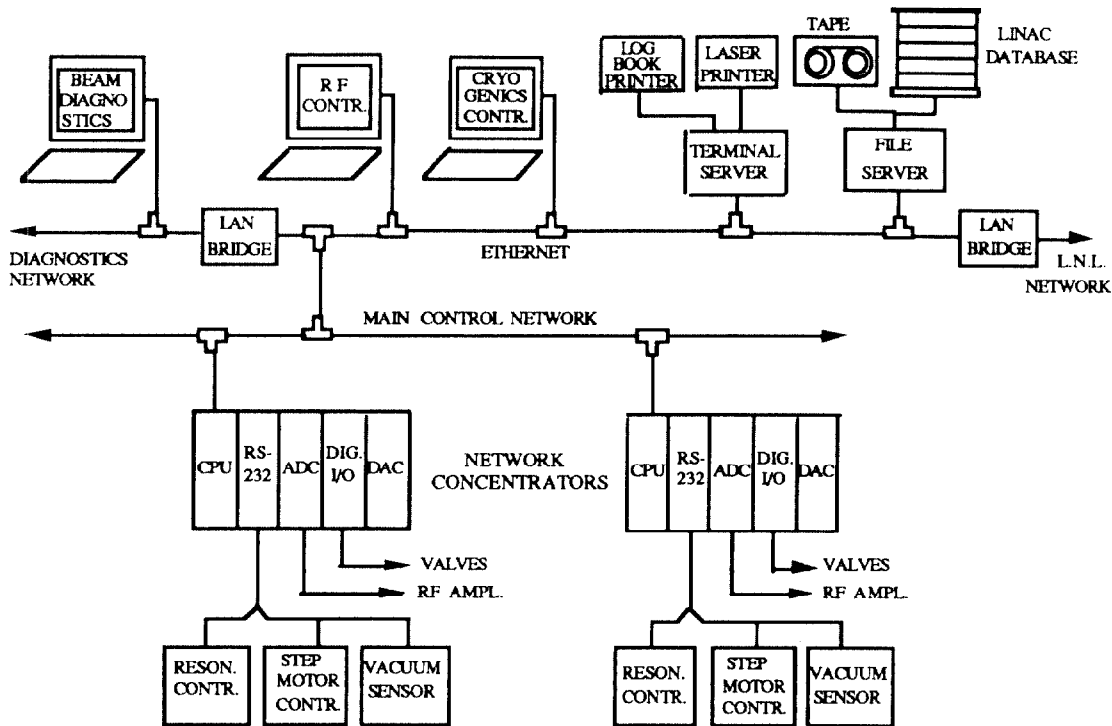 BEAM
DIAGNO
STICS
R F
CONTR.
CRYO
GENICS
CONTR.
LOG
BOOK
PRINTER
LASER
PRINTER
TAPE
LINAC
DATABASE
TERMINAL
SERVER
FILE
SERVER
LAN
BRIDGE
ETHERNET
LAN
BRIDGE
DIAGNOSTICS
NETWORK
L.N.L.
NETWORK
MAIN CONTROL NETWORK
CPU
RS-
232
ADC
DIG.
I/O
DAC
NETWORK
CONCENTRATORS
CPU
RS-
232
ADC
DIG.
I/O
DAC
VALVES
RF AMPL.
VALVES
RF AMPL.
RESON.
CONTR.
STEP
MOTOR
CONTR.
VACUUM
SENSOR
RESON.
CONTR.
STEP
MOTOR
CONTR.
VACUUM
SENSOR